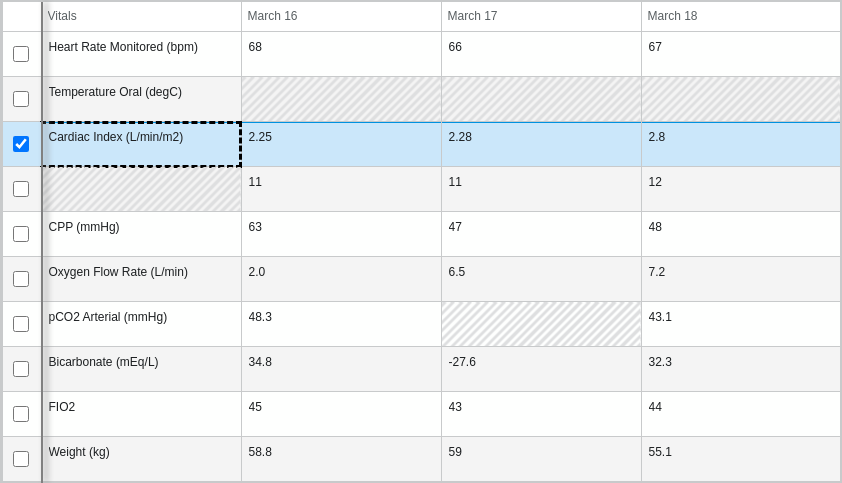 Vitals March 16 March 17 March 18
Heart Rate Monitored (bpm) 68 66 67
Temperature Oral (degC)
Cardiac Index (L/min/m2) 2.25 2.28 2.8
11 11 12
CPP (mmHg) 63 47 48
Oxygen Flow Rate (L/min) 2.0 6.5 7.2
pCO2 Arterial (mmHg) 48.3 43.1
Bicarbonate (mEq/L) 34.8 -27.6 32.3
FIO2 45 43 44
Weight (kg) 58.8 59 55.1